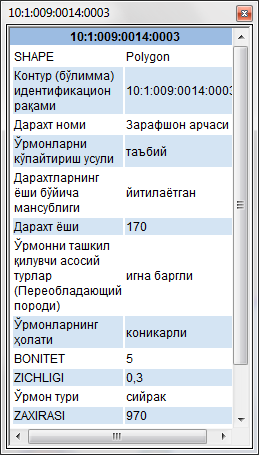 10:1:009:0014:0003
10:1:009:0014:0003
SHAPE Polygon
Контур (бўлимма)
идентификацион 10:1:009:0014:0003
рақами
Дарахт номи Зарафшон арчаси
Ўрмонларни
кўлайтириш усули таъбий
Дарахтларнинг
ёши бўйича йитилаётган
мансублиги
Дарахт ёши 170
Ўрмонни ташкил
қилувчи асосий
турлар игна баргли
(Переобладающий
породи)
Ўрмонларнинг
ҳолати коникарли
BONITET 5
ZICHLIGI 0,3
Ўрмон тури сийрак
ZAXIRASI 970